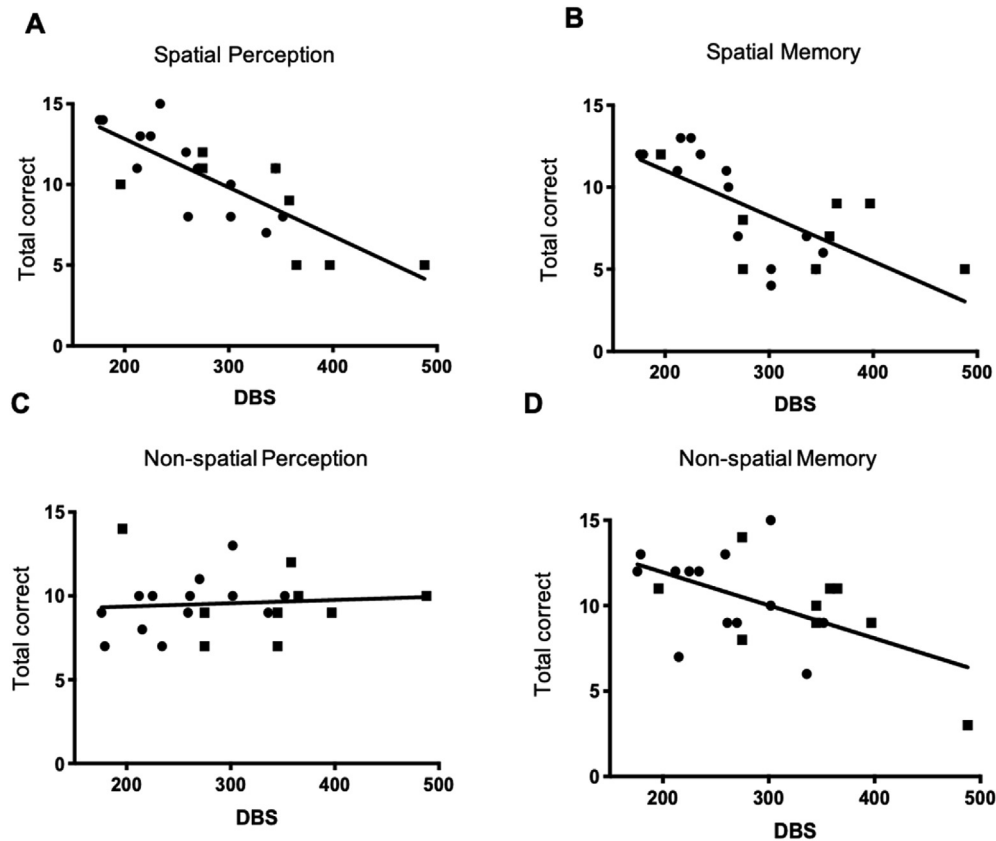 A
Spatial Perception
Total correct
15
10
5
0
200 300 400 500
DBS
B
Spatial Memory
Total correct
15
10
5
0
200 300 400 500
DBS
C
Non-spatial Perception
Total correct
15
10
5
0
200 300 400 500
DBS
D
Non-spatial Memory
Total correct
15
10
5
0
200 300 400 500
DBS